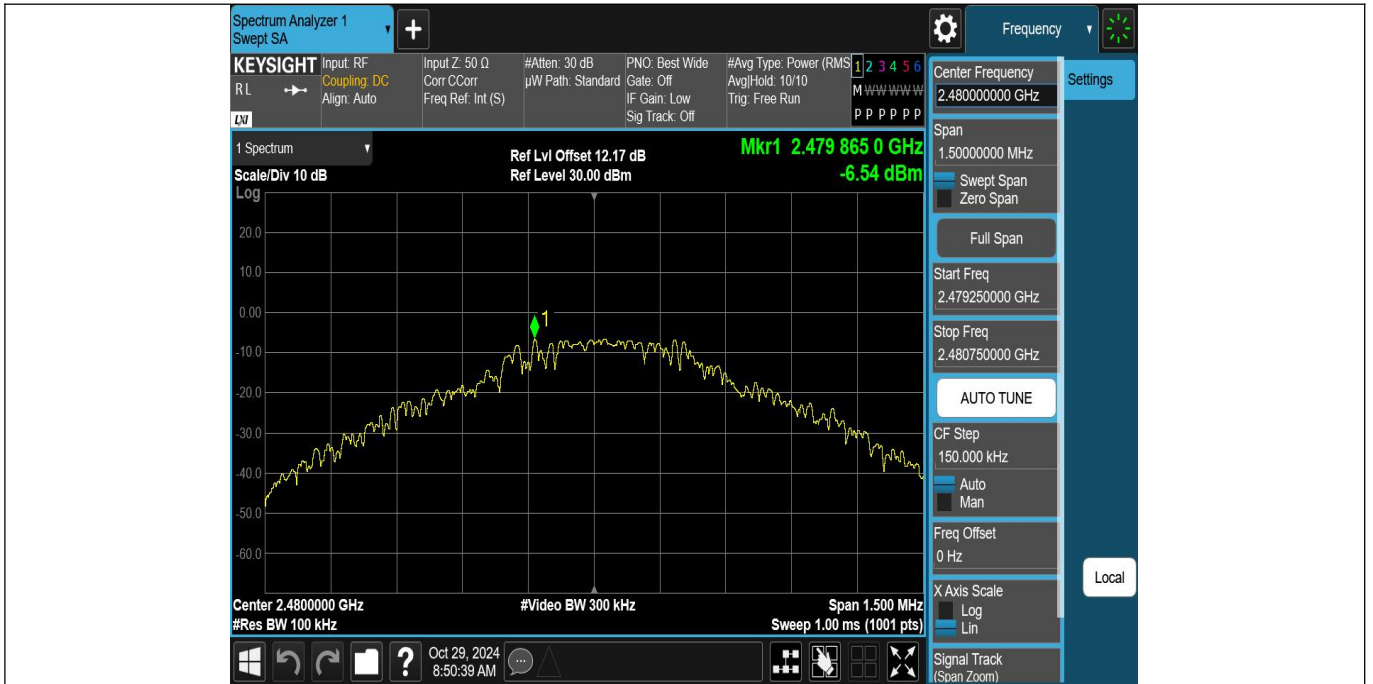 Spectrum Analyzer 1
Swept SA
+
Frequency
KEYSIGHT
RL
LXI
Input: RF
Coupling: DC
Align: Auto
Input Z: 50 Ω
Corr CCorr
Freq Ref: Int (S)
#Atten: 30 dB
µW Path: Standard
PNO: Best Wide
Gate: Off
IF Gain: Low
Sig Track: Off
#Avg Type: Power (RMS
Avg|Hold: 10/10
Trig: Free Run
1 2 3 4 5 6
M W W W W W
P P P P P P
1 Spectrum
Scale/Div 10 dB
Ref Lvl Offset 12.17 dB
Ref Level 30.00 dBm
Mkr1 2.479 865 0 GHz
-6.54 dBm
Log
20.0
10.0
0.00
-10.0
-20.0
-30.0
-40.0
-50.0
-60.0
1
Center 2.4800000 GHz
#Res BW 100 kHz
#Video BW 300 kHz
Span 1.500 MHz
Sweep 1.00 ms (1001 pts)
?
Oct 29, 2024
8:50:39 AM
Center Frequency
2.480000000 GHz
Settings
Span
1.50000000 MHz
Swept Span
Zero Span
Full Span
Start Freq
2.479250000 GHz
Stop Freq
2.480750000 GHz
AUTO TUNE
CF Step
150.000 kHz
Auto
Man
Freq Offset
0 Hz
Local
X Axis Scale
Log
Lin
Signal Track
(Span Zoom)